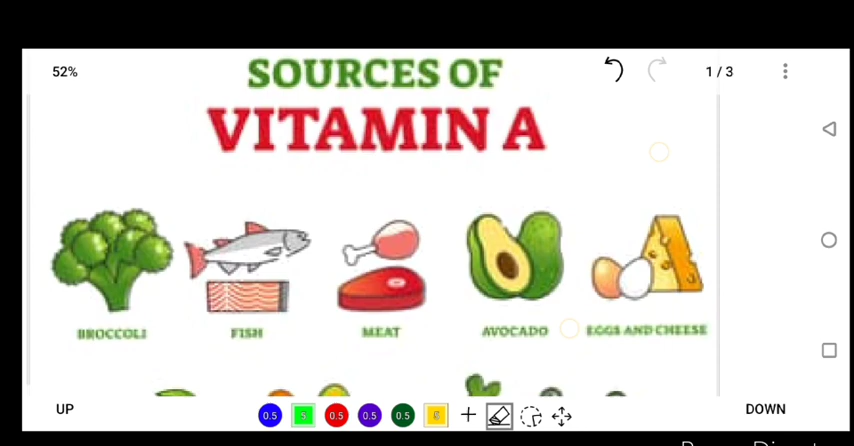 52%
SOURCES OF
1 / 3
VITAMIN A
BROCCOLI
FISH
MEAT
AVOCADO
EGGS AND CHEESE
UP
0.5
5
0.5
0.5
0.5
5
DOWN